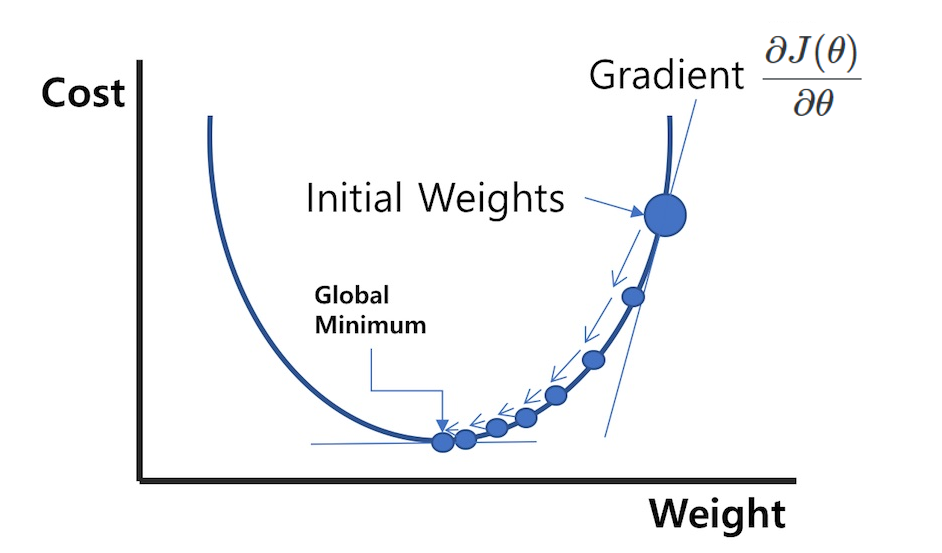 Cost
Gradient ∂J(θ)/∂θ
Initial Weights
Global
Minimum
Weight